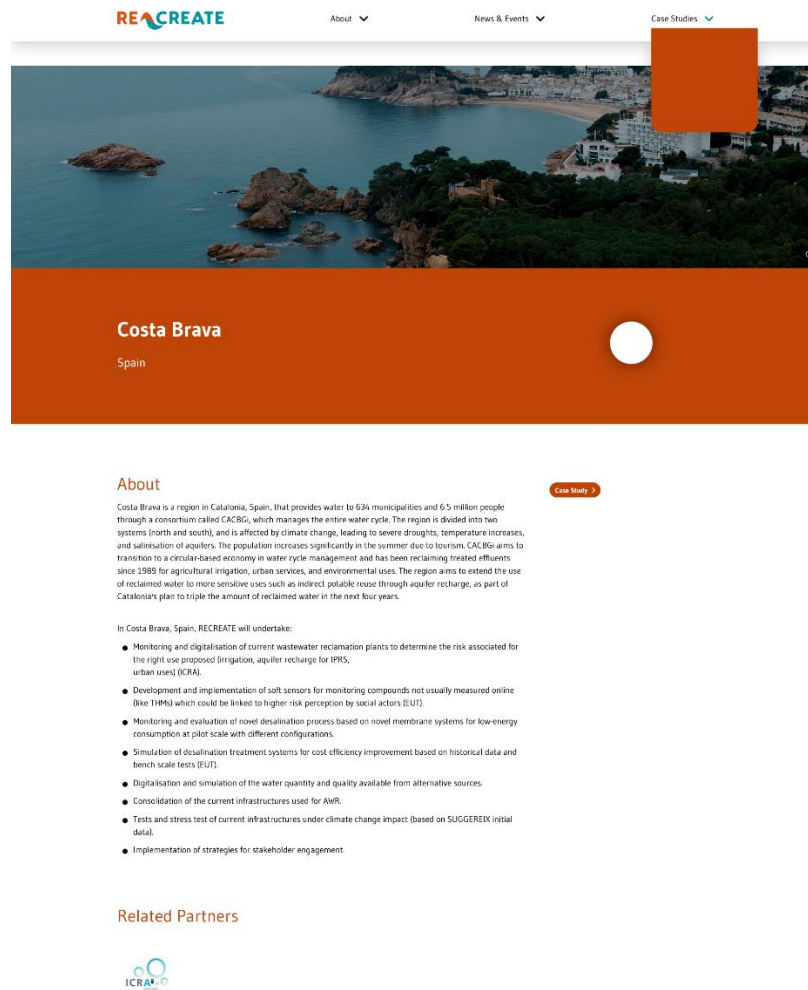 RECREATE
About
News & Events
Case Studies
Costa Brava
Spain
About
Case Study
Costa Brava is a region in Catalonia, Spain, that provides water to 634 municipalities and 6.5 million people
through a consortium called CACBGi, which manages the entire water cycle. The region is divided into two
systems (north and south), and is affected by climate change, leading to severe droughts, temperature increases,
and salinisation of aquifers. The population increases significantly in the summer due to tourism. CACBGi aims to
transition to a circular-based economy in water cycle management and has been reclaiming treated effluents
since 1989 for agricultural irrigation, urban services, and environmental uses. The region aims to extend the use
of reclaimed water to more sensitive uses such as indirect potable reuse through aquifer recharge, as part of
Catalonia's plan to triple the amount of reclaimed water in the next four years.
In Costa Brava, Spain, RECREATE will undertake:
Monitoring and digitalisation of current wastewater reclamation plants to determine the risk associated for
the right use proposed (irrigation, aquifer recharge for IPRS,
urban uses) (ICRA).
Development and implementation of soft sensors for monitoring compounds not usually measured online
(like THMs) which could be linked to higher risk perception by social actors (EUT).
Monitoring and evaluation of novel desalination process based on novel membrane systems for low-energy
consumption at pilot scale with different configurations.
Simulation of desalination treatment systems for cost efficiency improvement based on historical data and
bench scale tests (EUT).
Digitalisation and simulation of the water quantity and quality available from alternative sources.
Consolidation of the current infrastructures used for AWR.
Tests and stress test of current infrastructures under climate change impact (based on SUGGEREIX initial
data).
Implementation of strategies for stakeholder engagement.
Related Partners
ICRA